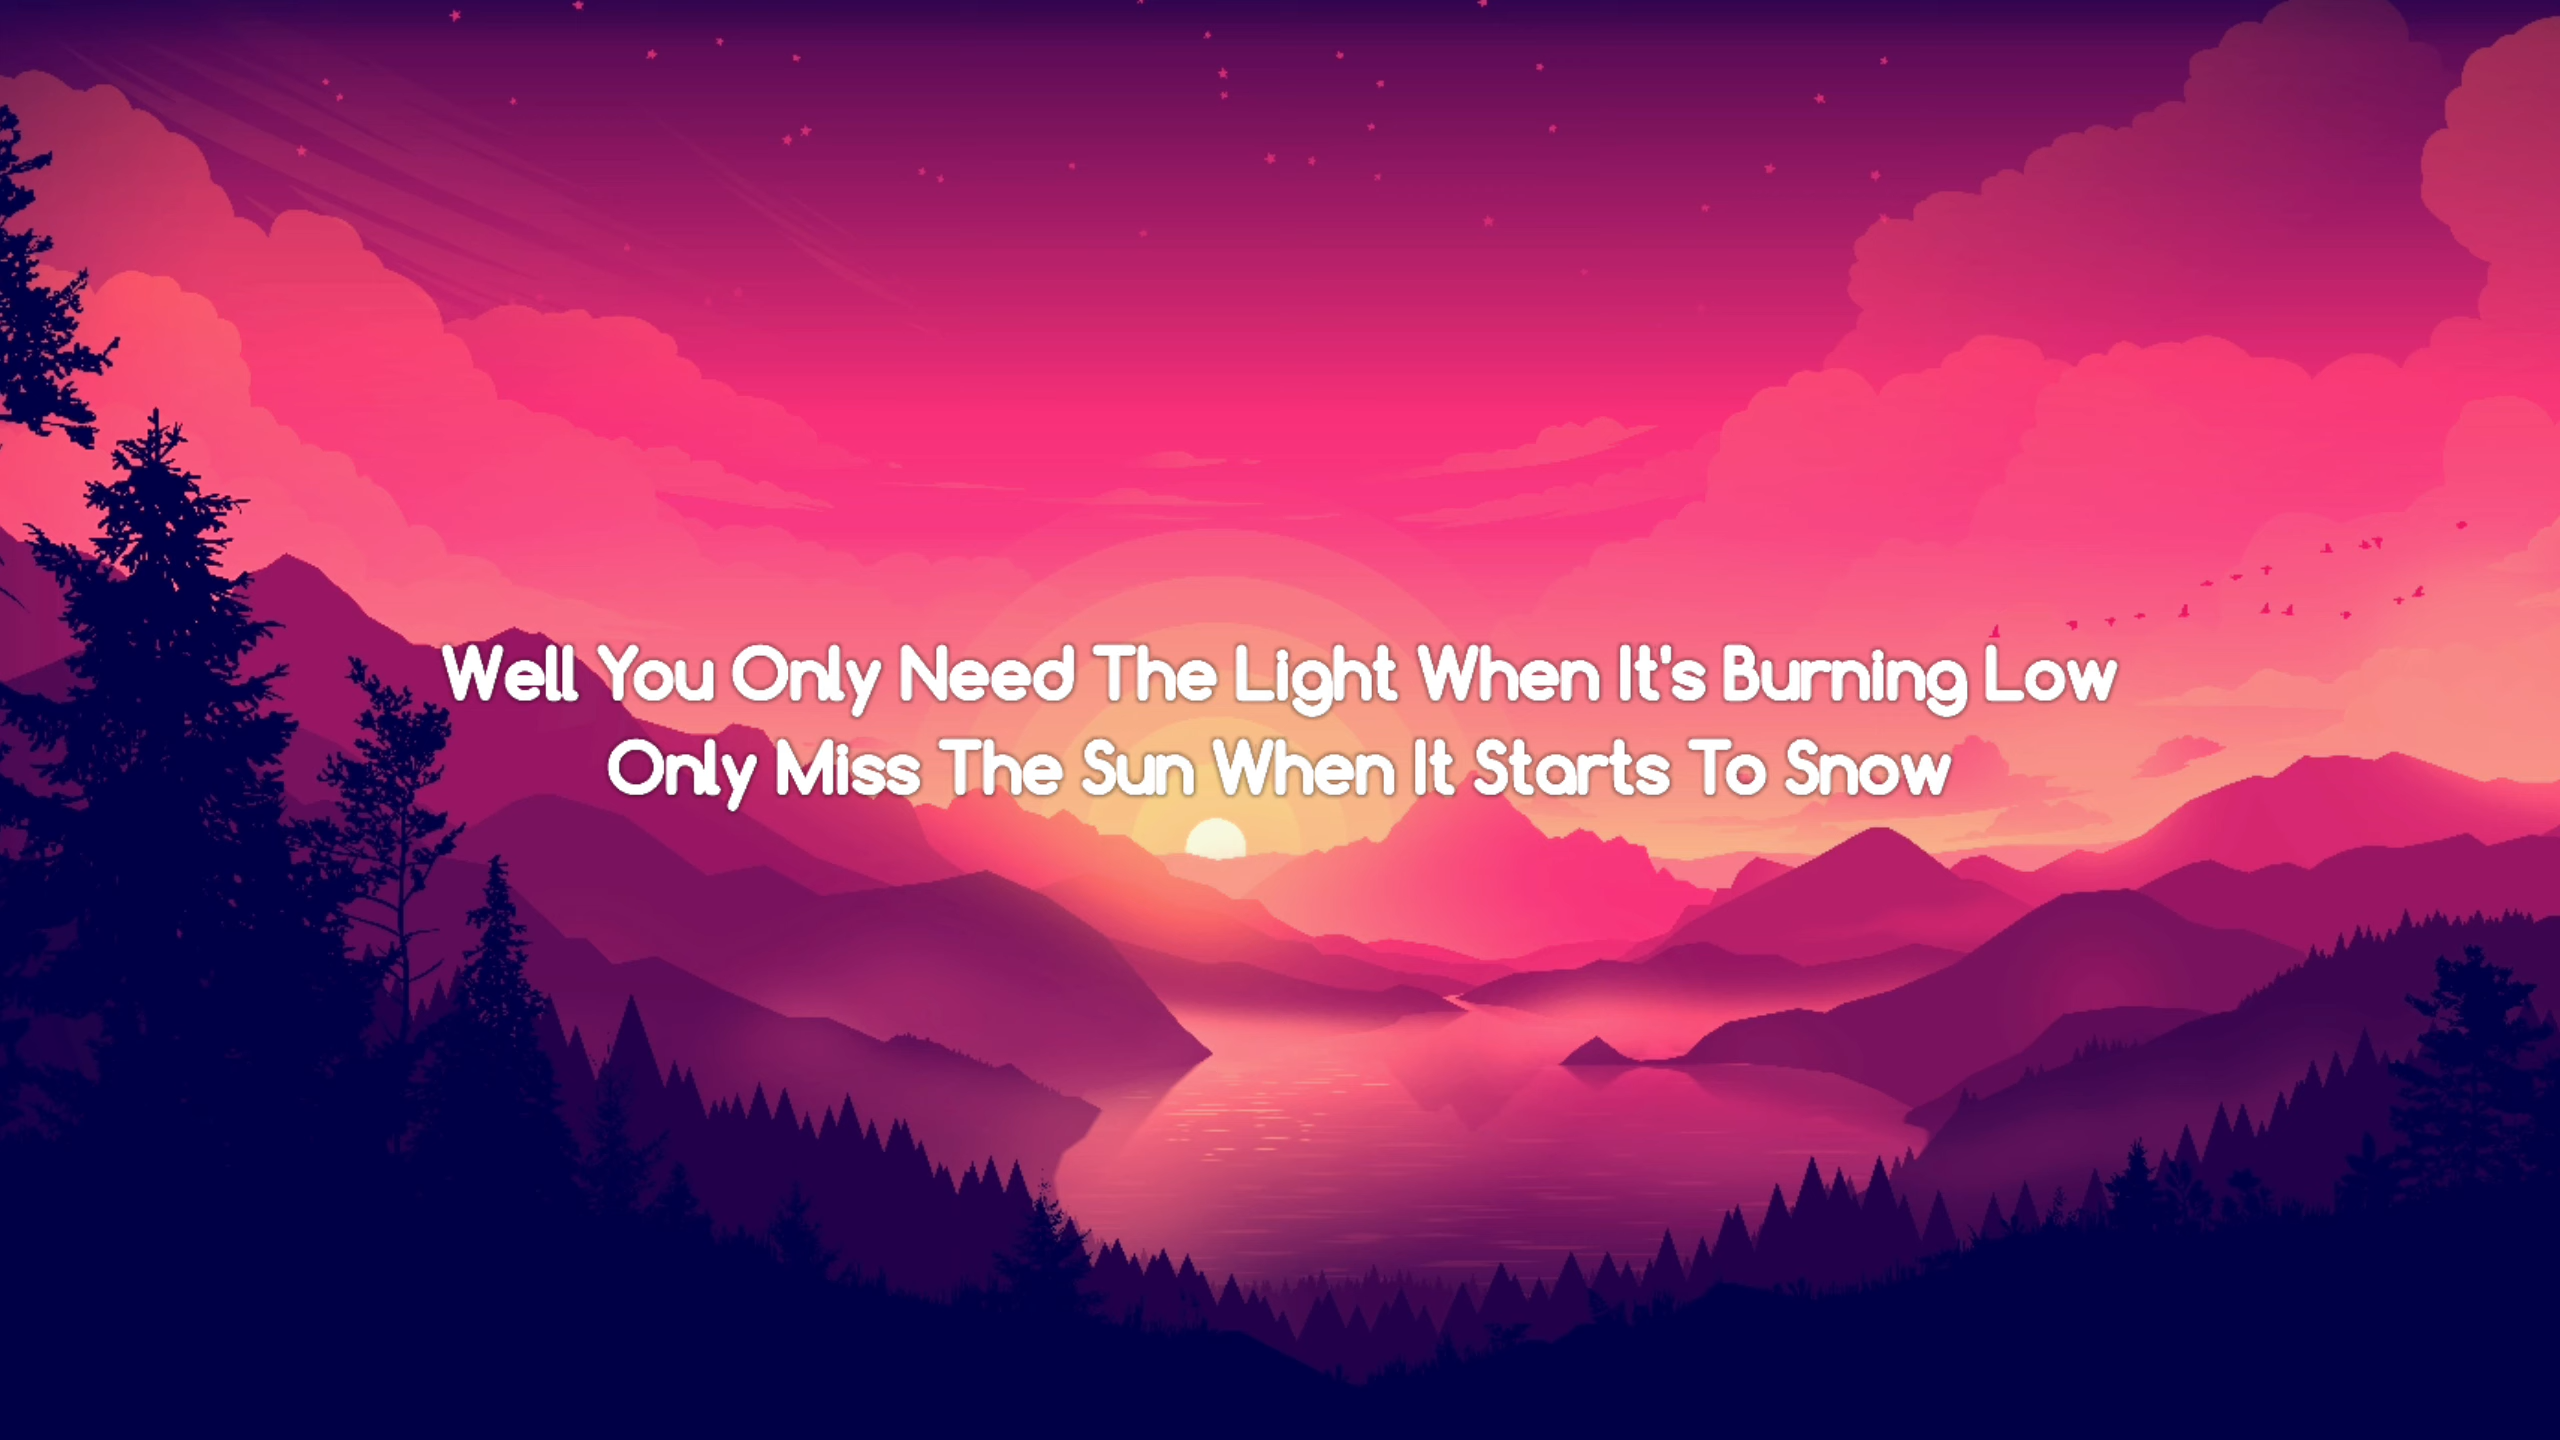 Well You Only Need The Light When It's Burning Low
Only Miss The Sun When It Starts To Snow